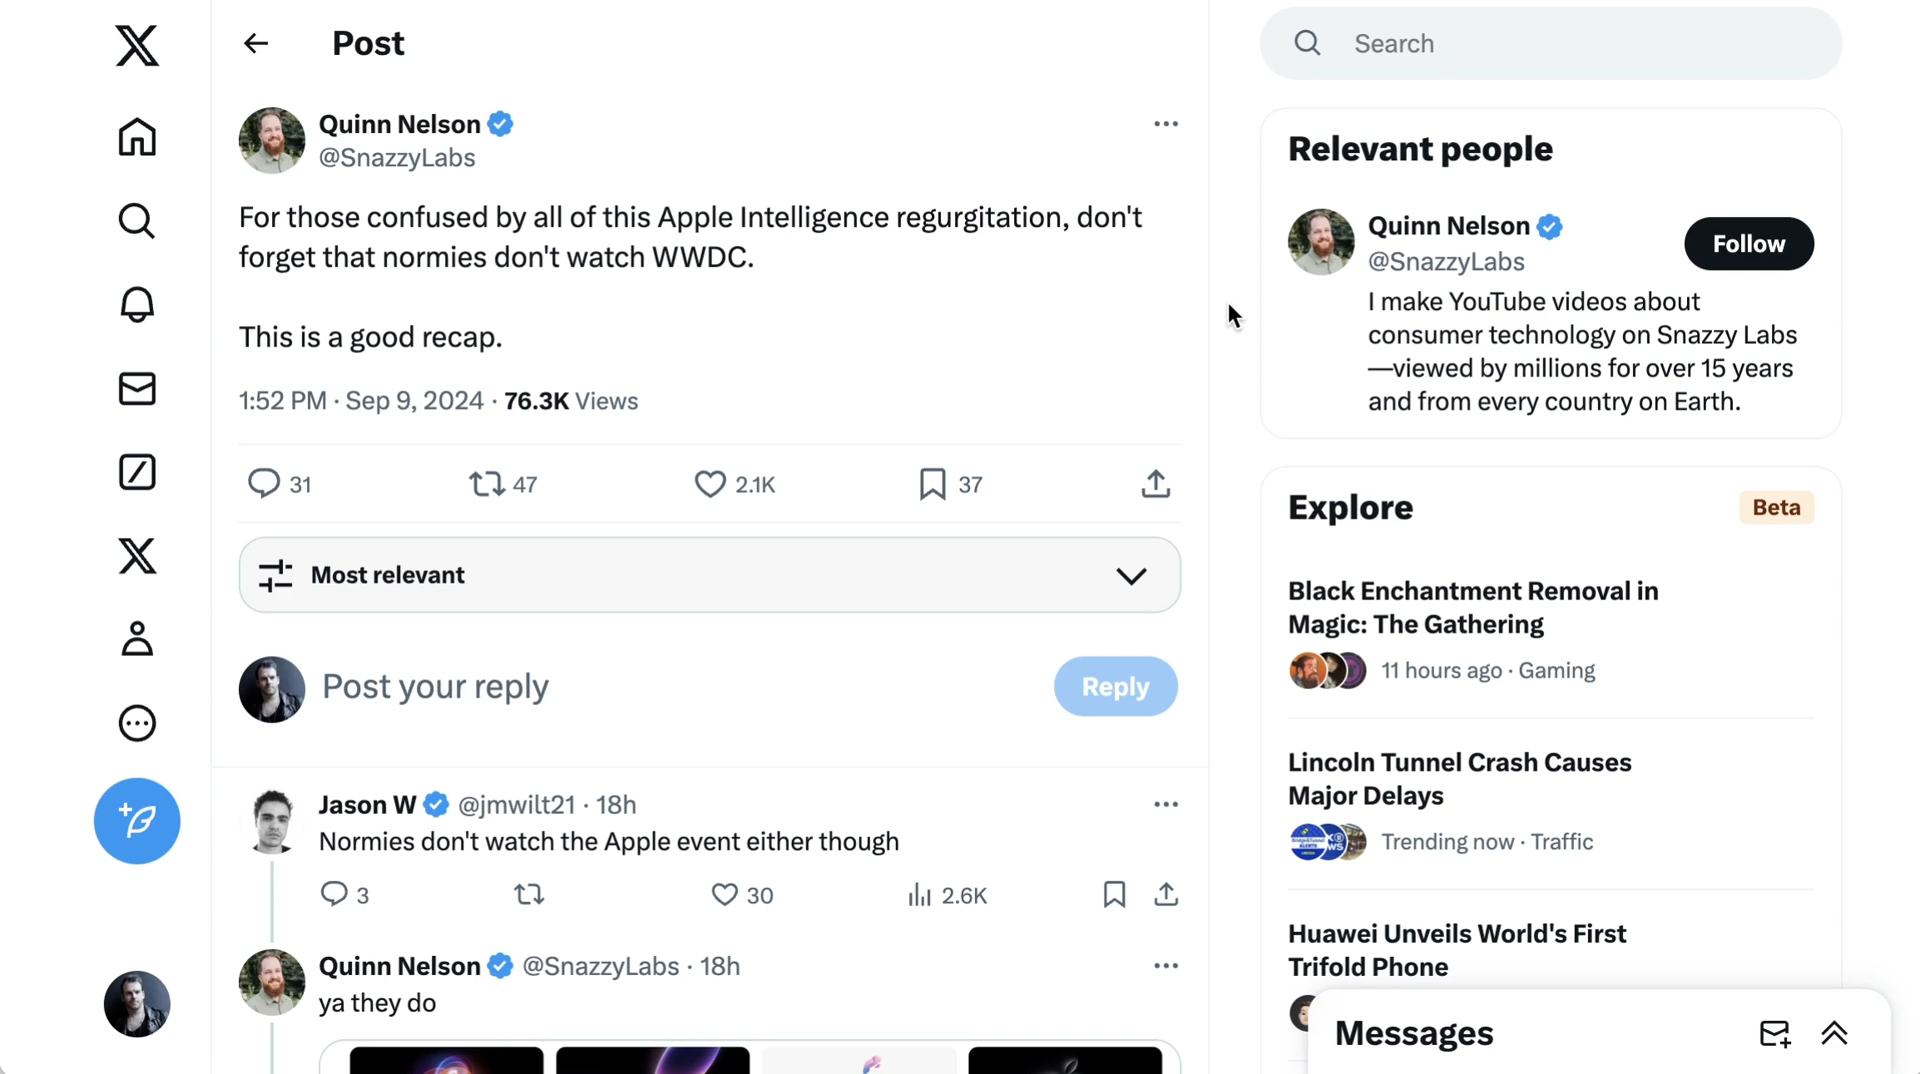 Post
Quinn Nelson
@SnazzyLabs
For those confused by all of this Apple Intelligence regurgitation, don't
forget that normies don't watch WWDC.
This is a good recap.
1:52 PM · Sep 9, 2024 · 76.3K Views
31
47
2.1K
37
Most relevant
Post your reply
Reply
Jason W @jmwilt21 · 18h
Normies don't watch the Apple event either though
3
30
2.6K
Quinn Nelson @SnazzyLabs · 18h
ya they do
Search
Relevant people
Quinn Nelson
@SnazzyLabs
Follow
I make YouTube videos about
consumer technology on Snazzy Labs
—viewed by millions for over 15 years
and from every country on Earth.
Explore
Beta
Black Enchantment Removal in
Magic: The Gathering
11 hours ago · Gaming
Lincoln Tunnel Crash Causes
Major Delays
Trending now · Traffic
Huawei Unveils World's First
Trifold Phone
Messages